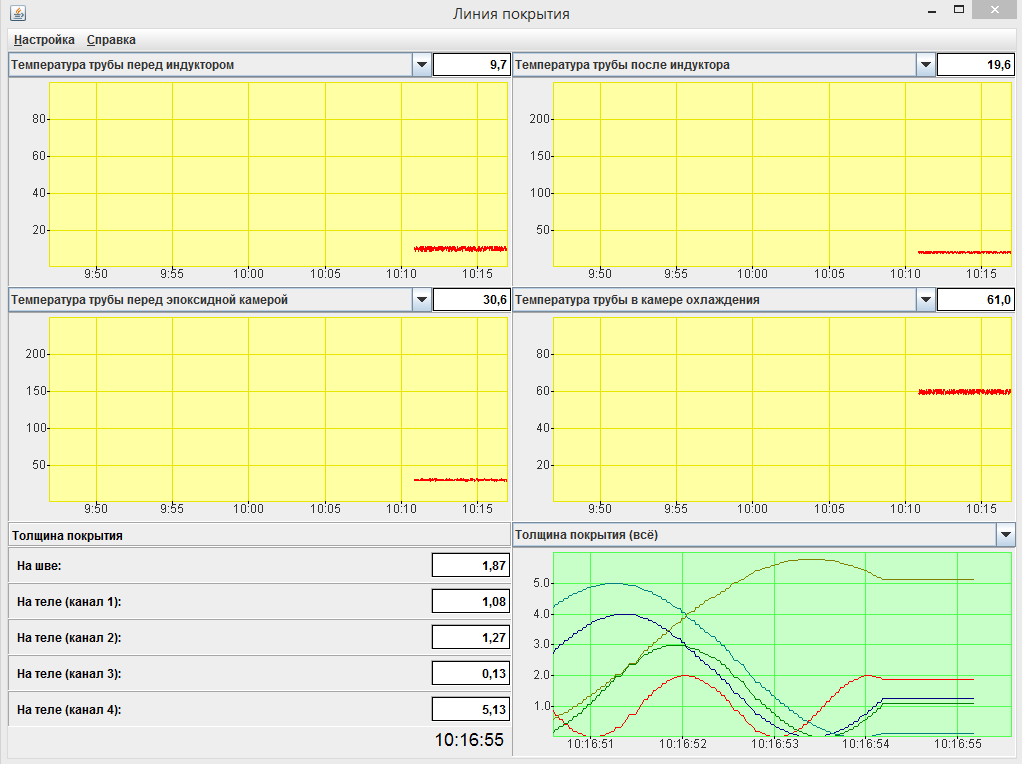 Линия покрытия
Настройка Справка
Температура трубы перед индуктором 9,7
80
60
40
20
9:50 9:55 10:00 10:05 10:10 10:15
Температура трубы после индуктора 19,6
200
150
100
50
9:50 9:55 10:00 10:05 10:10 10:15
Температура трубы перед эпоксидной камерой 30,6
200
150
100
50
9:50 9:55 10:00 10:05 10:10 10:15
Температура трубы в камере охлаждения 61,0
80
60
40
20
9:50 9:55 10:00 10:05 10:10 10:15
Толщина покрытия
На шве: 1,87
На теле (канал 1): 1,08
На теле (канал 2): 1,27
На теле (канал 3): 0,13
На теле (канал 4): 5,13
10:16:55
Толщина покрытия (всё)
5.0
4.0
3.0
2.0
1.0
10:16:51 10:16:52 10:16:53 10:16:54 10:16:55